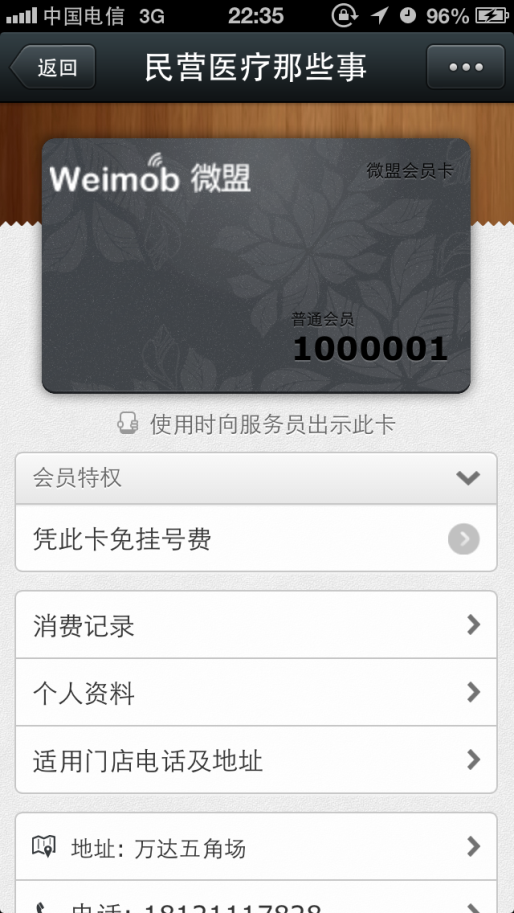 中国电信 3G 22:35 96%
返回 民营医疗那些事
Weimob 微盟 微盟会员卡
普通会员
1000001
使用时向服务员出示此卡
会员特权
凭此卡免挂号费
消费记录
个人资料
适用门店电话及地址
地址: 万达五角场
电话: 18121117828